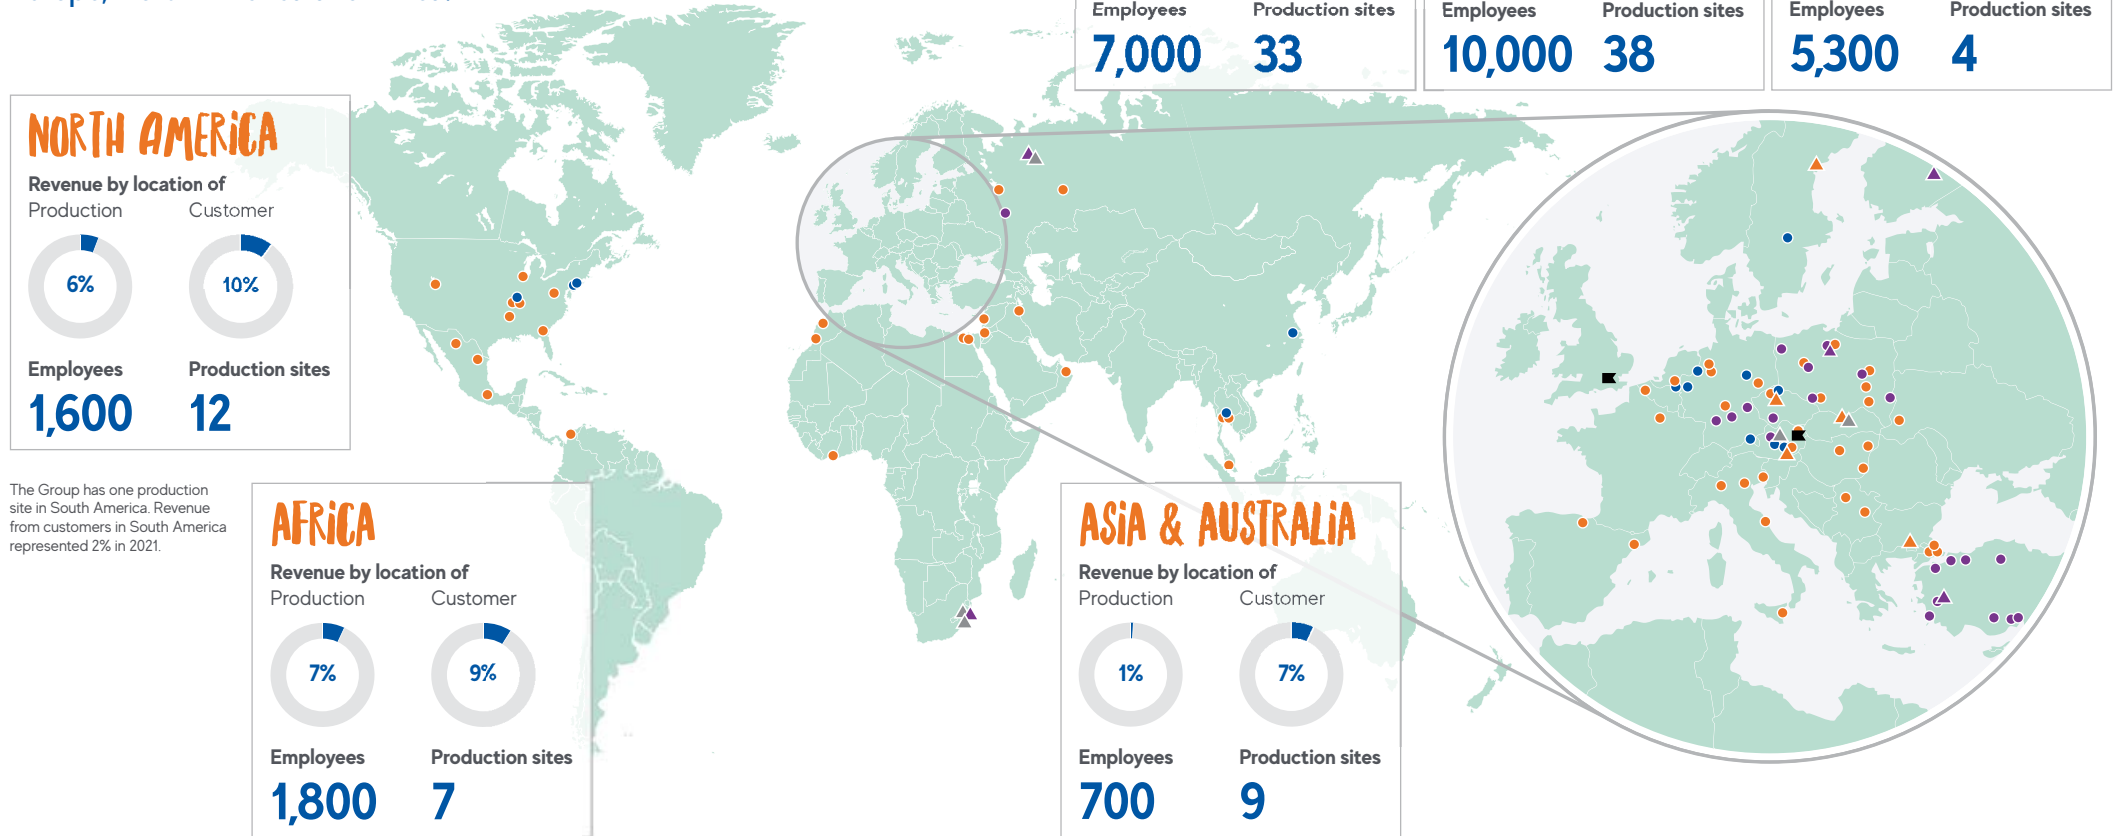 Employees Production sites
7,000 33
Employees Production sites
10,000 38
Employees Production sites
5,300 4
NORTH AMERiCA
Revenue by location of
Production Customer
6% 10%
Employees Production sites
1,600 12
The Group has one production
site in South America. Revenue
from customers in South America
represented 2% in 2021.
AFRiCA
Revenue by location of
Production Customer
7% 9%
Employees Production sites
1,800 7
ASiA & AUSTRALiA
Revenue by location of
Production Customer
1% 7%
Employees Production sites
700 9